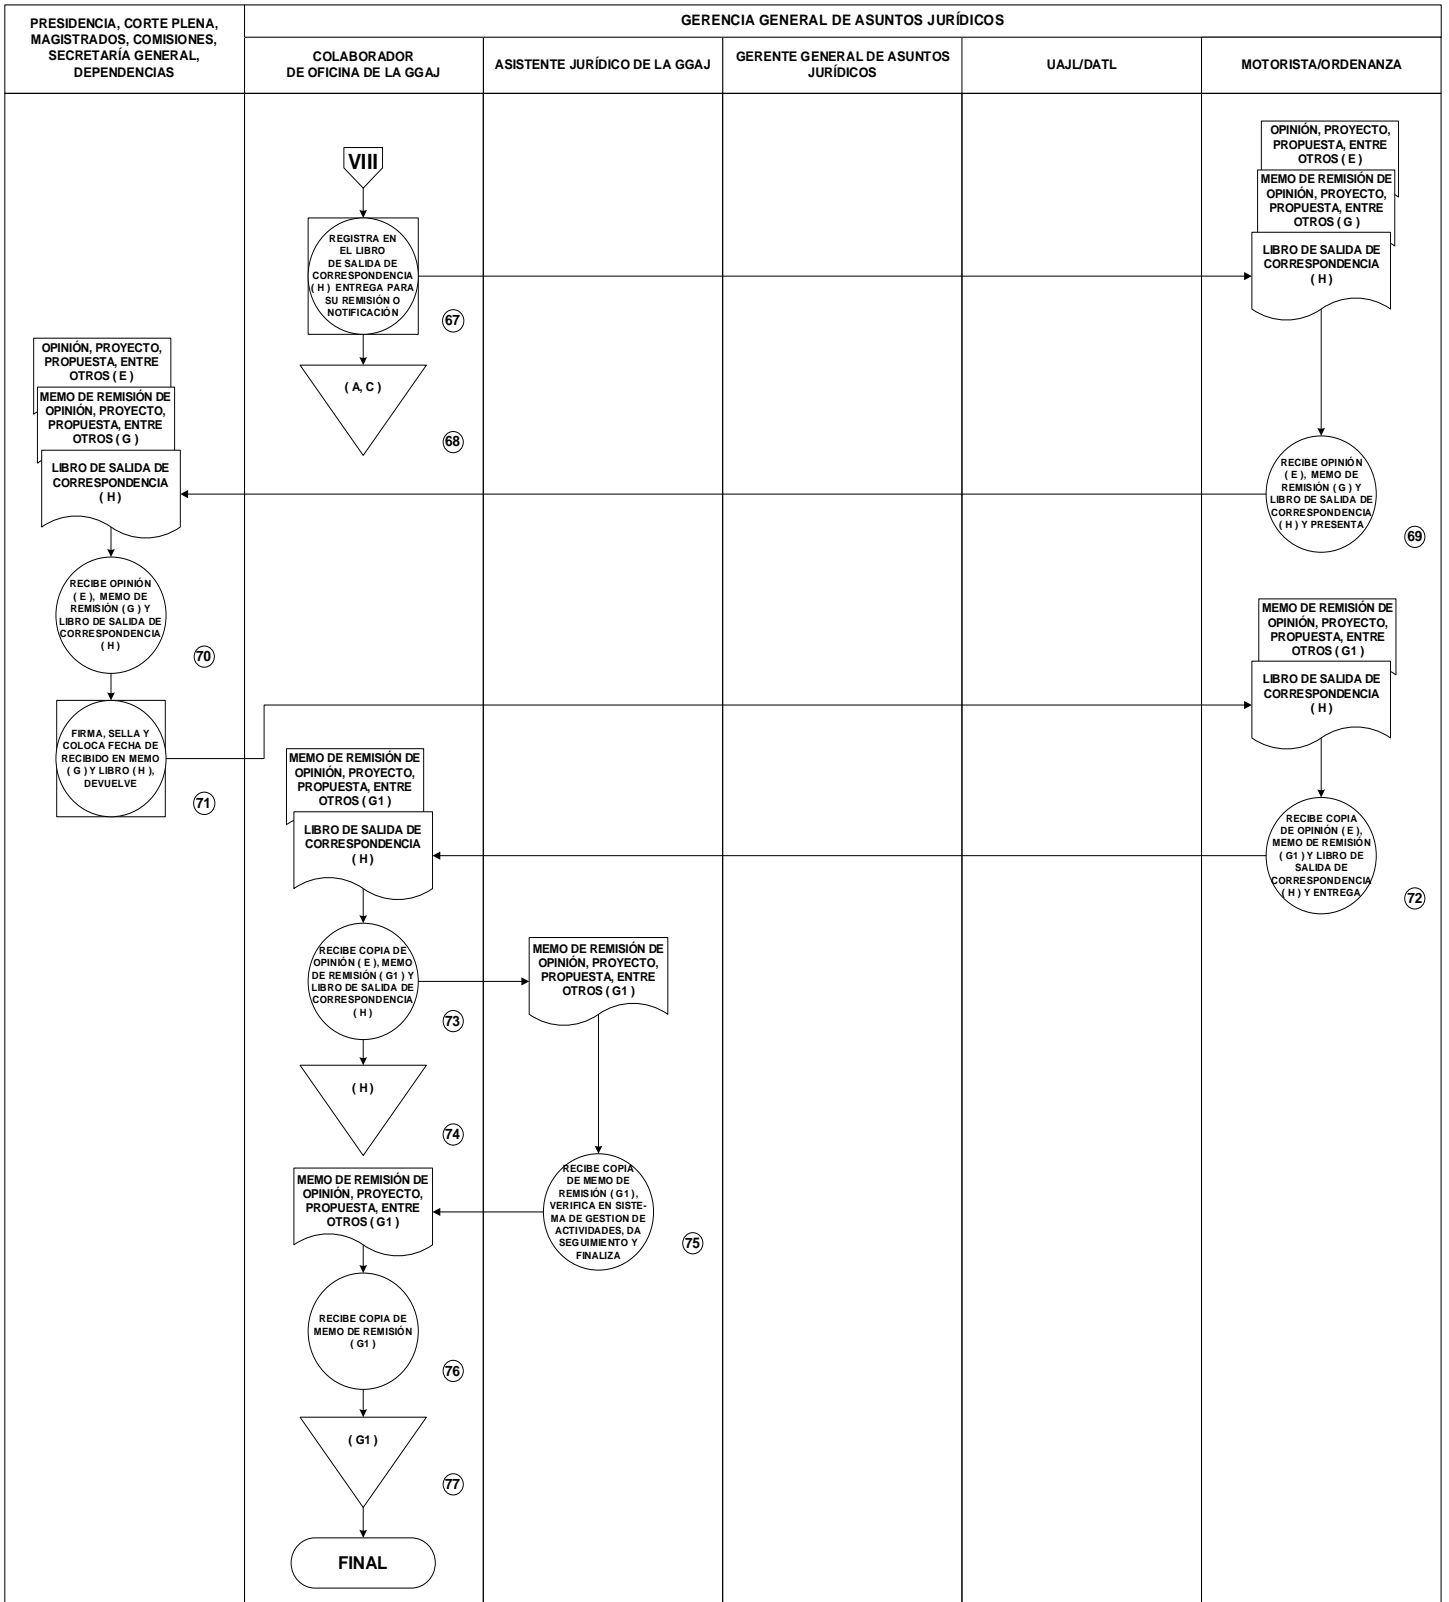 PRESIDENCIA, CORTE PLENA,
MAGISTRADOS, COMISIONES,
SECRETARÍA GENERAL,
DEPENDENCIAS
GERENCIA GENERAL DE ASUNTOS JURÍDICOS
COLABORADOR
DE OFICINA DE LA GGAJ
ASISTENTE JURÍDICO DE LA GGAJ
GERENTE GENERAL DE ASUNTOS
JURÍDICOS
UAJL/DATL
MOTORISTA/ORDENANZA
VIII
REGISTRA EN
EL LIBRO
DE SALIDA DE
CORRESPONDENCIA
( H ) ENTREGA PARA
SU REMISIÓN O
NOTIFICACIÓN
67
OPINIÓN, PROYECTO,
PROPUESTA, ENTRE
OTROS ( E )
MEMO DE REMISIÓN DE
OPINIÓN, PROYECTO,
PROPUESTA, ENTRE
OTROS ( G )
LIBRO DE SALIDA DE
CORRESPONDENCIA
( H )
( A, C )
68
RECIBE OPINIÓN
( E ), MEMO DE
REMISIÓN ( G ) Y
LIBRO DE SALIDA DE
CORRESPONDENCIA
( H ) Y PRESENTA
69
OPINIÓN, PROYECTO,
PROPUESTA, ENTRE
OTROS ( E )
MEMO DE REMISIÓN DE
OPINIÓN, PROYECTO,
PROPUESTA, ENTRE
OTROS ( G )
LIBRO DE SALIDA DE
CORRESPONDENCIA
( H )
RECIBE OPINIÓN
( E ), MEMO DE
REMISIÓN ( G ) Y
LIBRO DE SALIDA DE
CORRESPONDENCIA
( H )
70
FIRMA, SELLA Y
COLOCA FECHA DE
RECIBIDO EN MEMO
( G ) Y LIBRO ( H ),
DEVUELVE
71
MEMO DE REMISIÓN DE
OPINIÓN, PROYECTO,
PROPUESTA, ENTRE
OTROS ( G1 )
LIBRO DE SALIDA DE
CORRESPONDENCIA
( H )
RECIBE COPIA
DE OPINIÓN ( E ),
MEMO DE REMISIÓN
( G1 ) Y LIBRO DE
SALIDA DE
CORRESPONDENCIA
( H ) Y ENTREGA
72
MEMO DE REMISIÓN DE
OPINIÓN, PROYECTO,
PROPUESTA, ENTRE
OTROS ( G1 )
LIBRO DE SALIDA DE
CORRESPONDENCIA
( H )
RECIBE COPIA DE
OPINIÓN ( E ), MEMO
DE REMISIÓN ( G1 ) Y
LIBRO DE SALIDA DE
CORRESPONDENCIA
( H )
73
( H )
74
MEMO DE REMISIÓN DE
OPINIÓN, PROYECTO,
PROPUESTA, ENTRE
OTROS ( G1 )
RECIBE COPIA
DE MEMO DE
REMISIÓN ( G1 ),
VERIFICA EN SISTE-
MA DE GESTION DE
ACTIVIDADES, DA
SEGUIMIENTO Y
FINALIZA
75
MEMO DE REMISIÓN DE
OPINIÓN, PROYECTO,
PROPUESTA, ENTRE
OTROS ( G1 )
RECIBE COPIA DE
MEMO DE REMISIÓN
( G1 )
76
( G1 )
77
FINAL